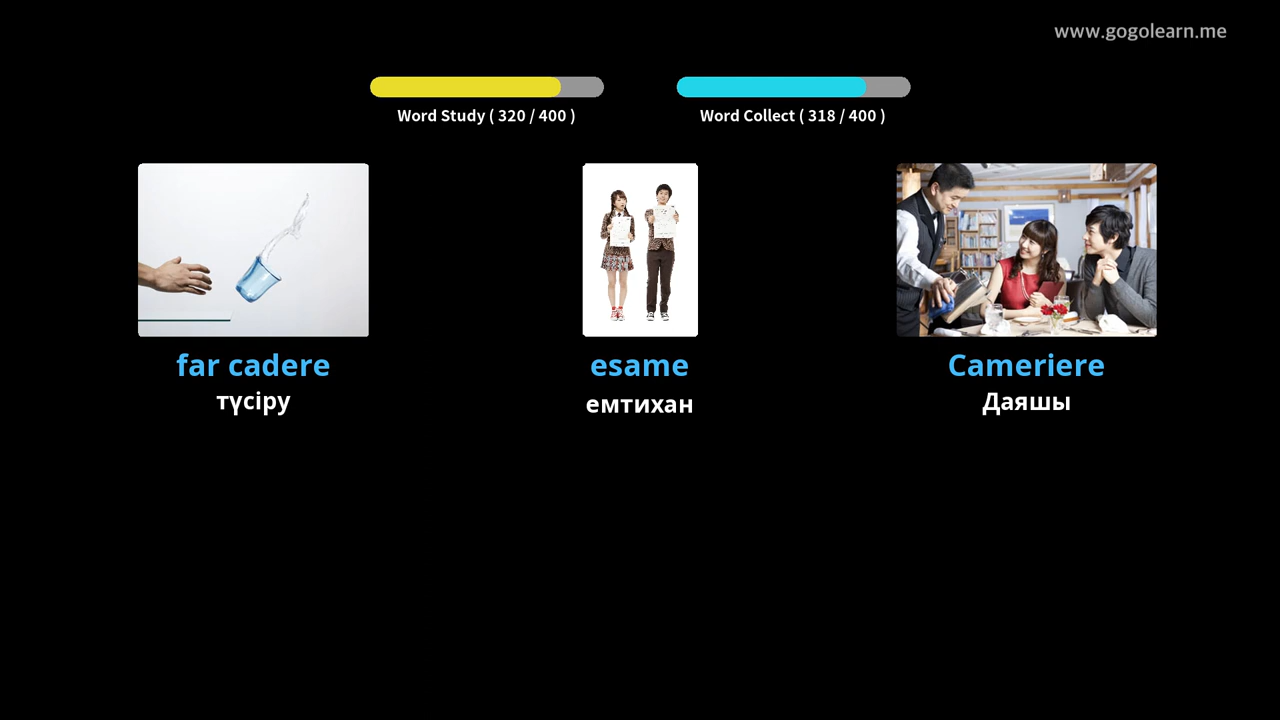 www.gogolearn.me
Word Study ( 320 / 400 )
Word Collect ( 318 / 400 )
far cadere
түсіру
esame
емтихан
Cameriere
Даяшы